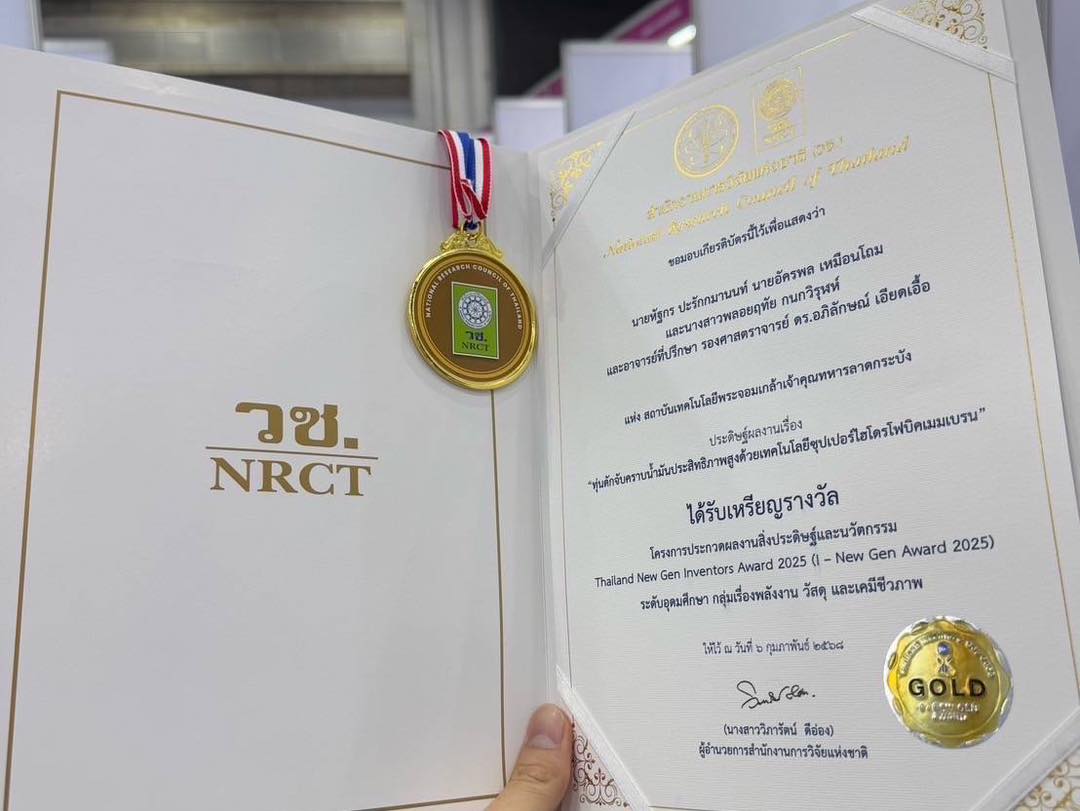 วช.
NRCT
NATIONAL RESEARCH COUNCIL OF THAILAND
วช.
NRCT
วช.
NRCT
สำนักงานการวิจัยแห่งชาติ (วช.)
National Research Council of Thailand
ขอมอบเกียรติบัตรนี้ไว้เพื่อแสดงว่า
นายหัฐกร ปะรักกมานนท์ นายอัครพล เหมือนโฉม
และนางสาวพลอยฤทัย กนกวิรุฬห์
และอาจารย์ที่ปรึกษา รองศาสตราจารย์ ดร.อภิลักษณ์ เอียดเอื้อ
แห่ง สถาบันเทคโนโลยีพระจอมเกล้าเจ้าคุณทหารลาดกระบัง
ประดิษฐ์ผลงานเรื่อง
“ทุ่นดักจับคราบน้ำมันประสิทธิภาพสูงด้วยเทคโนโลยีซุปเปอร์ไฮโดรโฟบิคเมมเบรน”
ได้รับเหรียญรางวัล
โครงการประกวดผลงานสิ่งประดิษฐ์และนวัตกรรม
Thailand New Gen Inventors Award 2025 (I – New Gen Award 2025)
ระดับอุดมศึกษา กลุ่มเรื่องพลังงาน วัสดุ และเคมีชีวภาพ
ให้ไว้ ณ วันที่ ๖ กุมภาพันธ์ ๒๕๖๘
(นางสาววิภารัตน์ ดีอ่อง)
ผู้อำนวยการสำนักงานการวิจัยแห่งชาติ
GOLD
AWARD